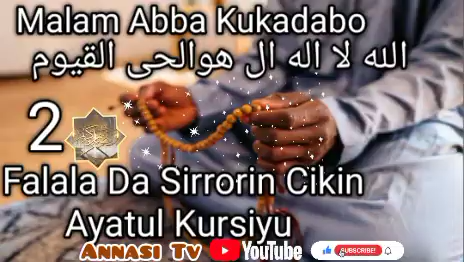 Malam Abba Kukadabo
الله لا اله ال هوالحى القيوم
2
Falala Da Sirrorin Cikin
Ayatul Kursiyu
ANNASI TV YouTube SUBSCRIBE!